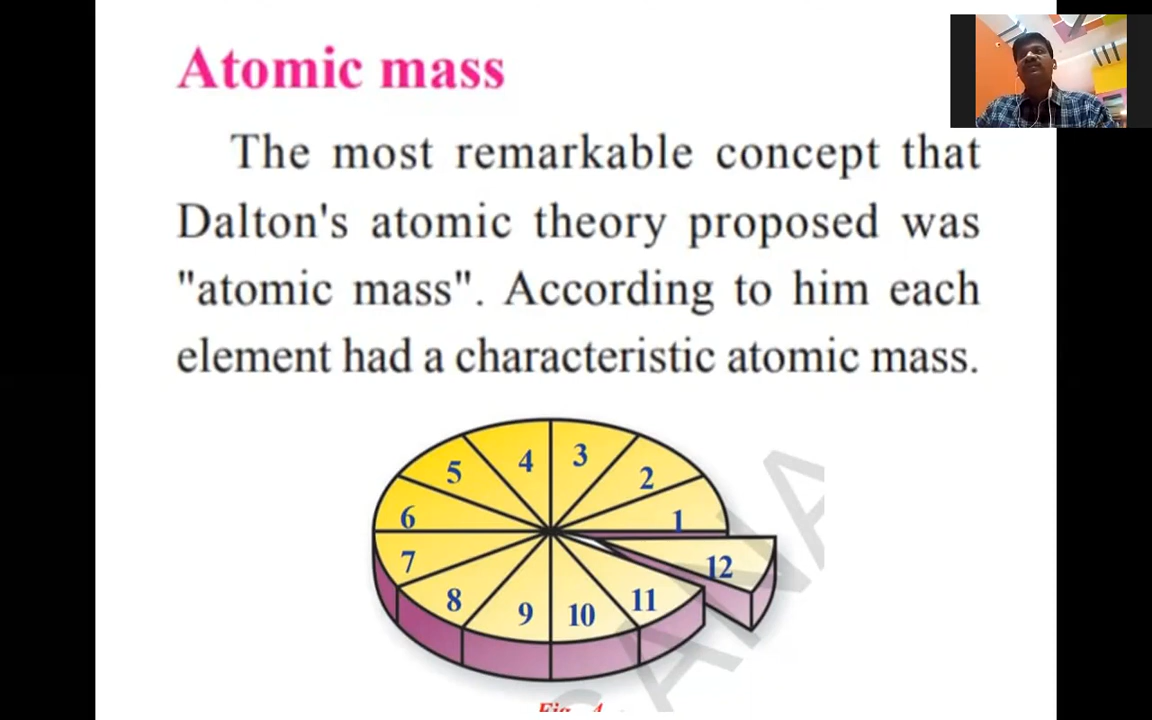 Atomic mass
The most remarkable concept that
Dalton's atomic theory proposed was
"atomic mass". According to him each
element had a characteristic atomic mass.
4 3
5 2
6 1
7 12
8 11
9 10